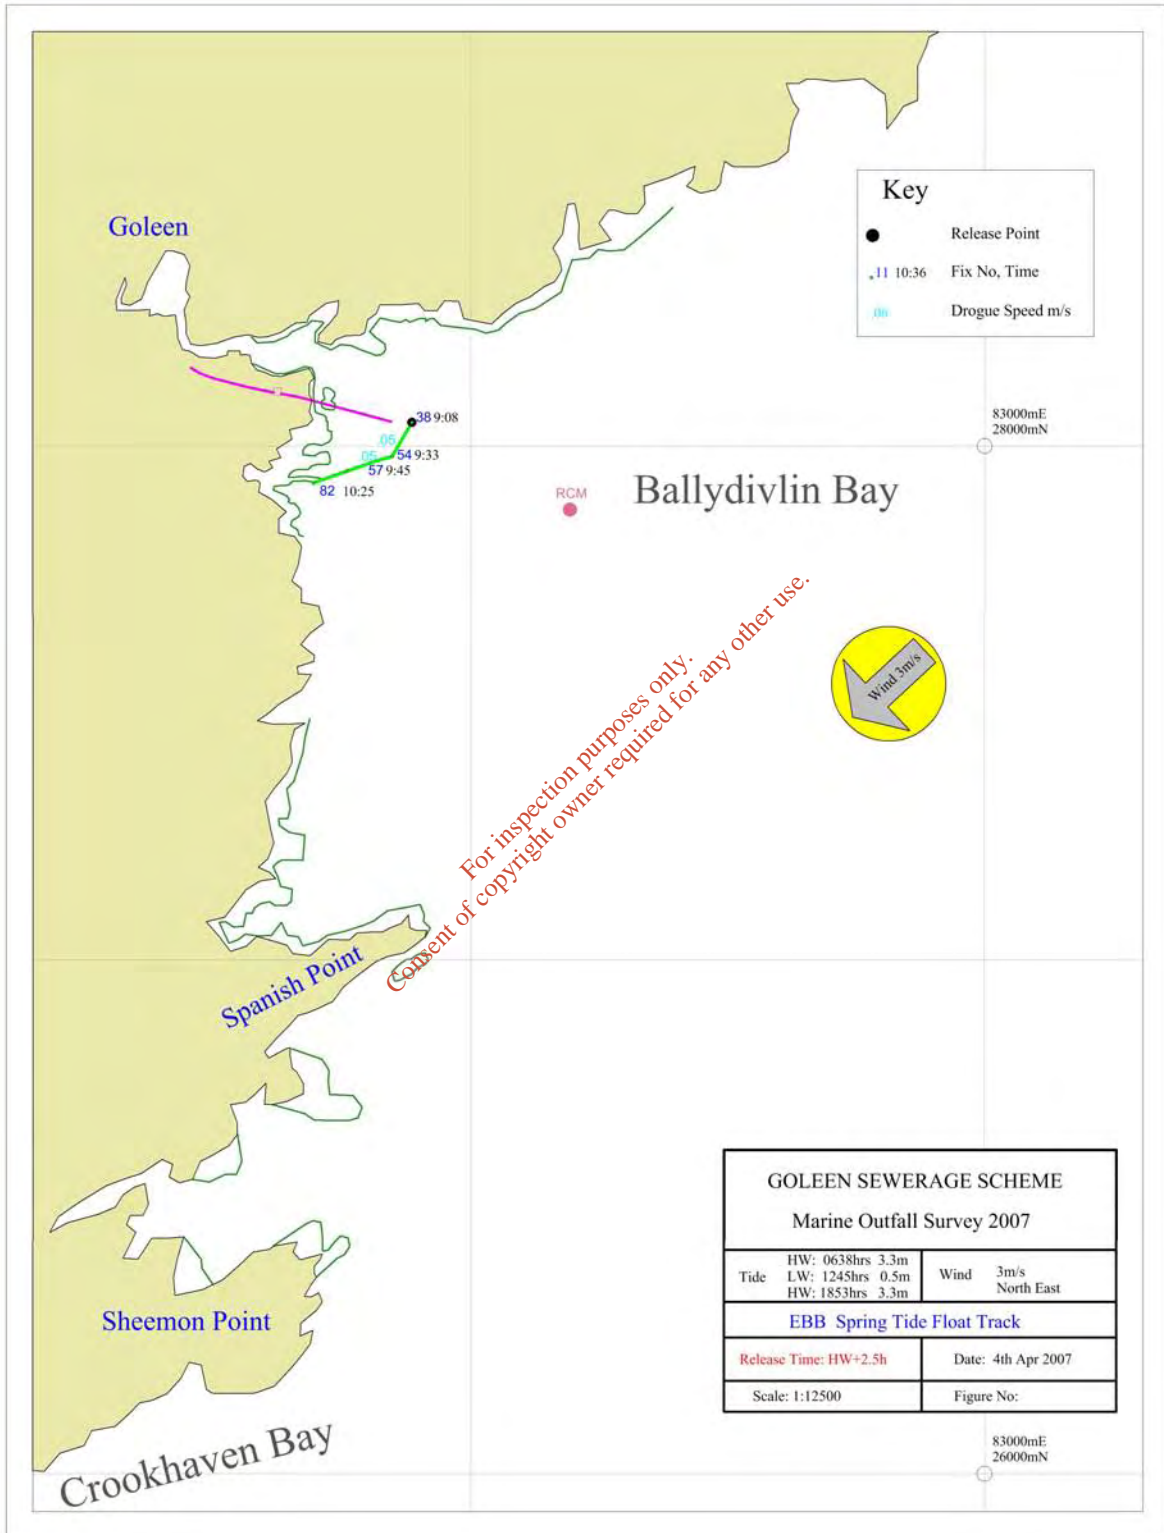 Key
Release Point
11 10:36 Fix No, Time
.06 Drogue Speed m/s
Goleen
38 9:08
.05
54 9:33
.05
57 9:45
82 10:25
83000mE
28000mN
RCM
Ballydivlin Bay
Wind 3m/s
For inspection purposes only.
Consent of copyright owner required for any other use.
Spanish Point
Sheemon Point
Crookhaven Bay
GOLEEN SEWERAGE SCHEME
Marine Outfall Survey 2007
Tide
HW: 0638hrs 3.3m
LW: 1245hrs 0.5m
HW: 1853hrs 3.3m
Wind
3m/s
North East
EBB Spring Tide Float Track
Release Time: HW+2.5h
Date: 4th Apr 2007
Scale: 1:12500
Figure No:
83000mE
26000mN